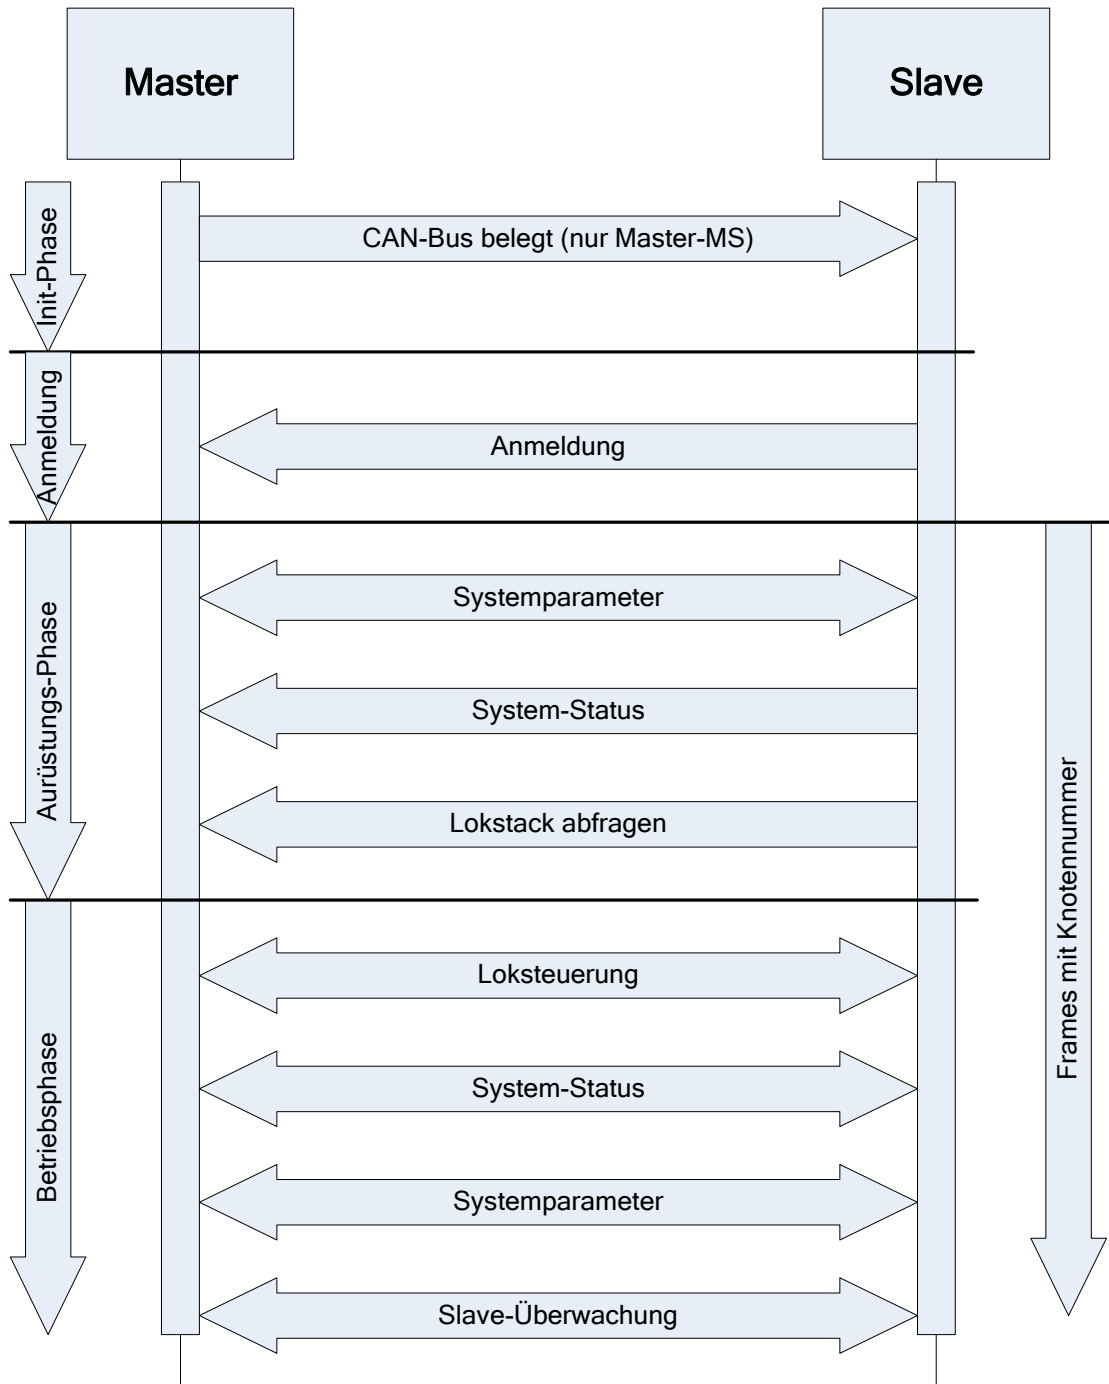 Master
Slave
Init-Phase
CAN-Bus belegt (nur Master-MS)
Anmeldung
Anmeldung
Aurüstungs-Phase
Systemparameter
System-Status
Lokstack abfragen
Frames mit Knotennummer
Betriebsphase
Loksteuerung
System-Status
Systemparameter
Slave-Überwachung